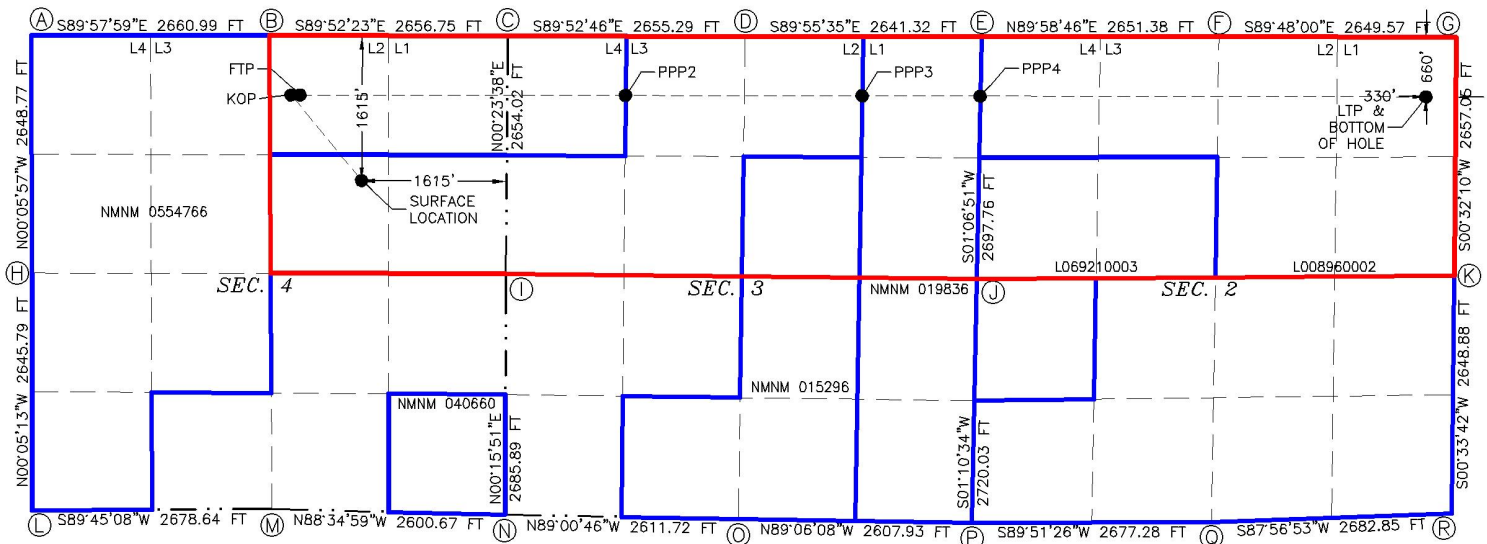 A
S89°57'59"E 2660.99 FT
B
S89°52'23"E 2656.75 FT
C
S89°52'46"E 2655.29 FT
D
S89°55'35"E 2641.32 FT
E
N89°58'46"E 2651.38 FT
F
S89°48'00"E 2649.57 FT
G
L4 L3
L2 L1
L4 L3
L2 L1
L4 L3
L2 L1
FTP
KOP
PPP2
PPP3
PPP4
1615'
660'
330'
LTP &
BOTTOM
OF HOLE
1615'
SURFACE
LOCATION
N00°05'57"W 2648.77 FT
N00°23'38"E
2654.02 FT
S01°06'51"W
2697.76 FT
S00°32'10"W 2657.05 FT
NMNM 0554766
H
SEC. 4
I
SEC. 3
NMNM 019836
J
L069210003
SEC. 2
L008960002
K
N00°05'13"W 2645.79 FT
NMNM 040660
N00°15'51"E
2685.89 FT
NMNM 015296
S01°10'34"W
2720.03 FT
S00°33'42"W 2648.88 FT
L
S89°45'08"W 2678.64 FT
M
N88°34'59"W 2600.67 FT
N
N89°00'46"W 2611.72 FT
O
N89°06'08"W 2607.93 FT
P
S89°51'26"W 2677.28 FT
Q
S87°56'53"W 2682.85 FT
R